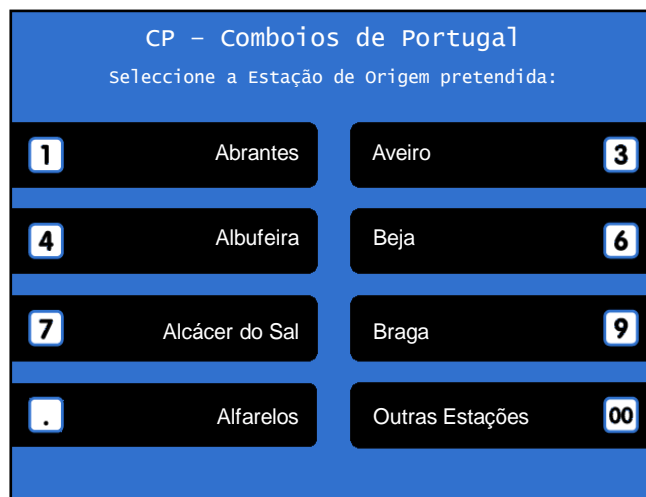 CP – Comboios de Portugal
Seleccione a Estação de Origem pretendida:
1 Abrantes
Aveiro 3
4 Albufeira
Beja 6
7 Alcácer do Sal
Braga 9
. Alfarelos
Outras Estações 00